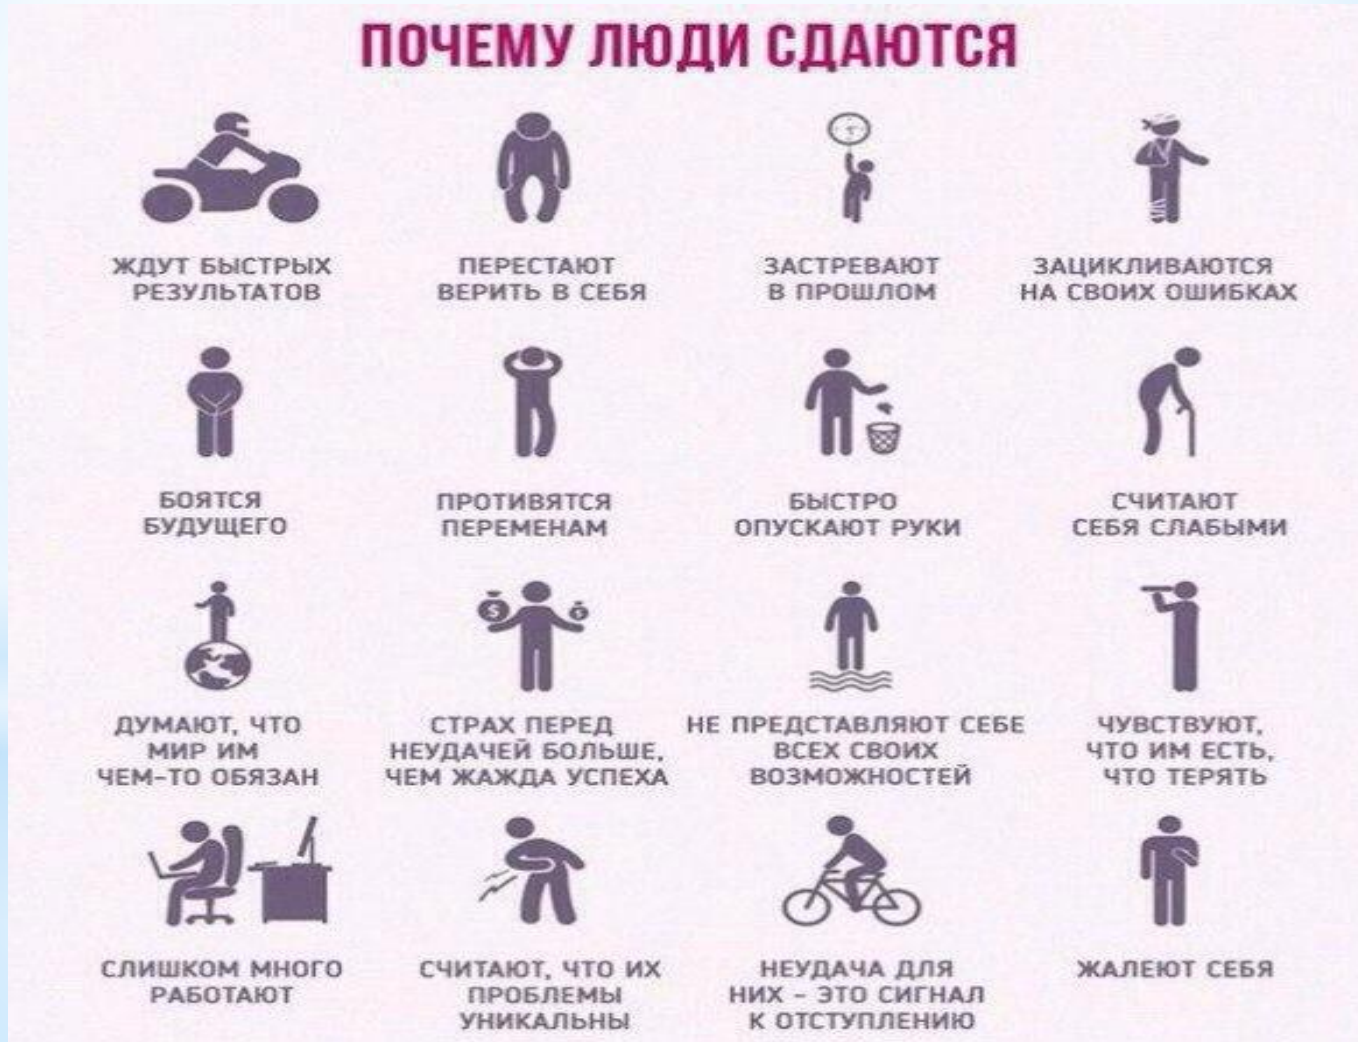 ПОЧЕМУ ЛЮДИ СДАЮТСЯ
ЖДУТ БЫСТРЫХ
РЕЗУЛЬТАТОВ
ПЕРЕСТАЮТ
ВЕРИТЬ В СЕБЯ
ЗАСТРЕВАЮТ
В ПРОШЛОМ
ЗАЦИКЛИВАЮТСЯ
НА СВОИХ ОШИБКАХ
БОЯТСЯ
БУДУЩЕГО
ПРОТИВЯТСЯ
ПЕРЕМЕНАМ
БЫСТРО
ОПУСКАЮТ РУКИ
СЧИТАЮТ
СЕБЯ СЛАБЫМИ
$
$
ДУМАЮТ, ЧТО
МИР ИМ
ЧЕМ-ТО ОБЯЗАН
СТРАХ ПЕРЕД
НЕУДАЧЕЙ БОЛЬШЕ,
ЧЕМ ЖАЖДА УСПЕХА
НЕ ПРЕДСТАВЛЯЮТ СЕБЕ
ВСЕХ СВОИХ
ВОЗМОЖНОСТЕЙ
ЧУВСТВУЮТ,
ЧТО ИМ ЕСТЬ,
ЧТО ТЕРЯТЬ
СЛИШКОМ МНОГО
РАБОТАЮТ
СЧИТАЮТ, ЧТО ИХ
ПРОБЛЕМЫ
УНИКАЛЬНЫ
НЕУДАЧА ДЛЯ
НИХ - ЭТО СИГНАЛ
К ОТСТУПЛЕНИЮ
ЖАЛЕЮТ СЕБЯ